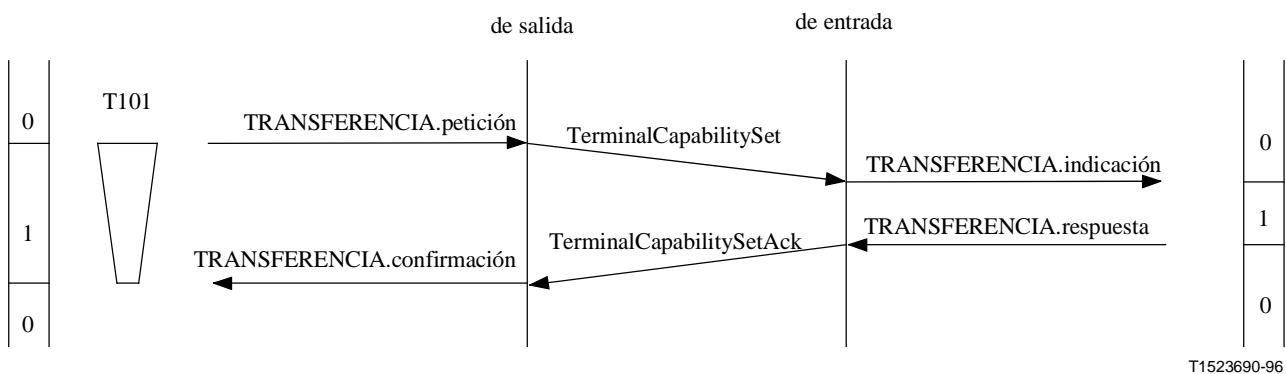 de salida
de entrada
T101
0
TRANSFERENCIA.petición
TerminalCapabilitySet
0
TRANSFERENCIA.indicación
1
TRANSFERENCIA.confirmación
TerminalCapabilitySetAck
TRANSFERENCIA.respuesta
1
0
0
T1523690-96